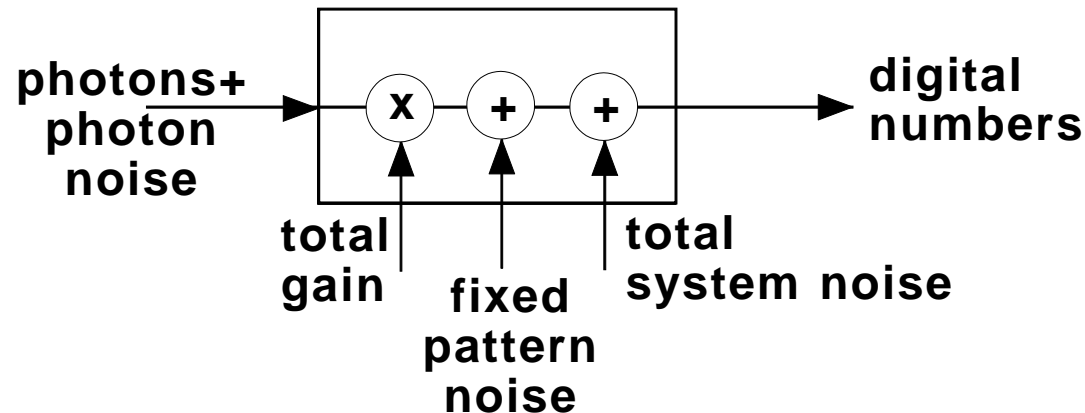 photons+
photon
noise
x
+
+
digital
numbers
total
gain
fixed
pattern
noise
total
system noise